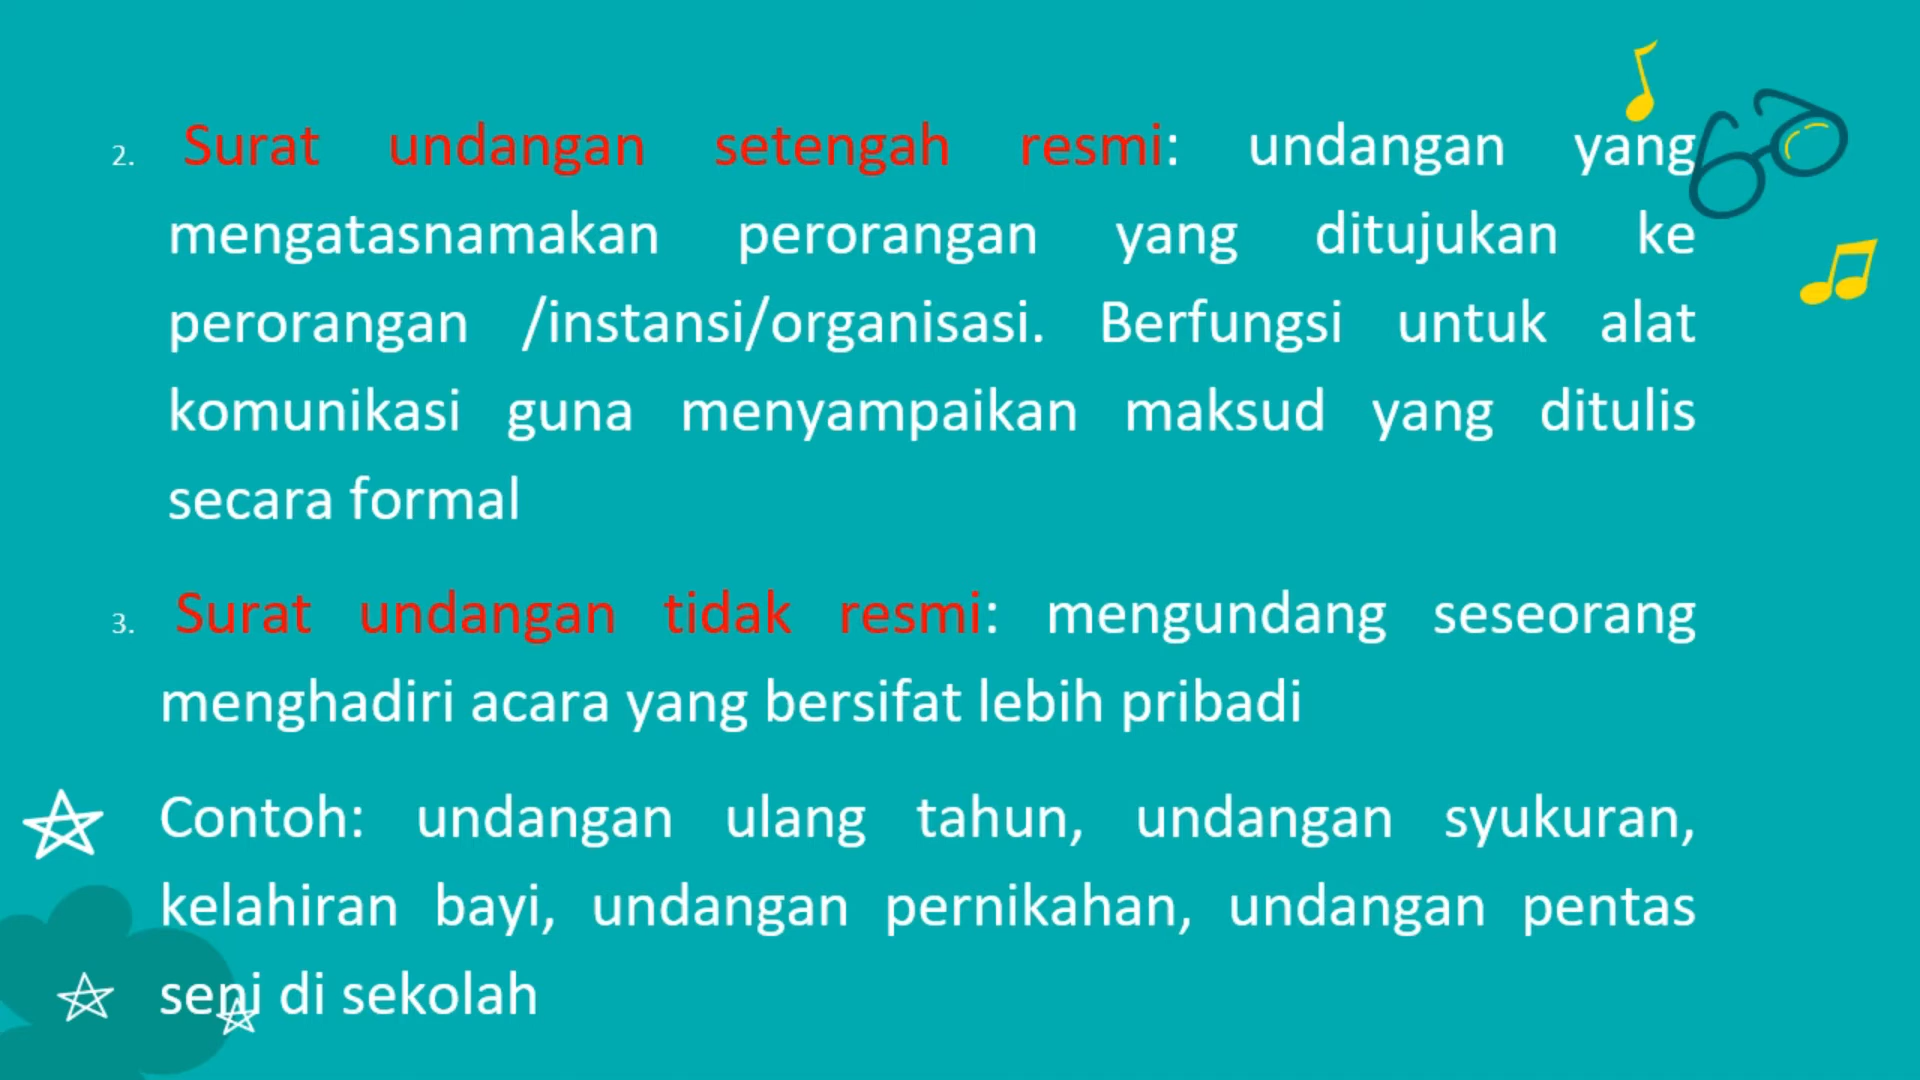 2. Surat undangan setengah resmi: undangan yang
mengatasnamakan perorangan yang ditujukan ke
perorangan /instansi/organisasi. Berfungsi untuk alat
komunikasi guna menyampaikan maksud yang ditulis
secara formal
3. Surat undangan tidak resmi: mengundang seseorang
menghadiri acara yang bersifat lebih pribadi
Contoh: undangan ulang tahun, undangan syukuran,
kelahiran bayi, undangan pernikahan, undangan pentas
seni di sekolah